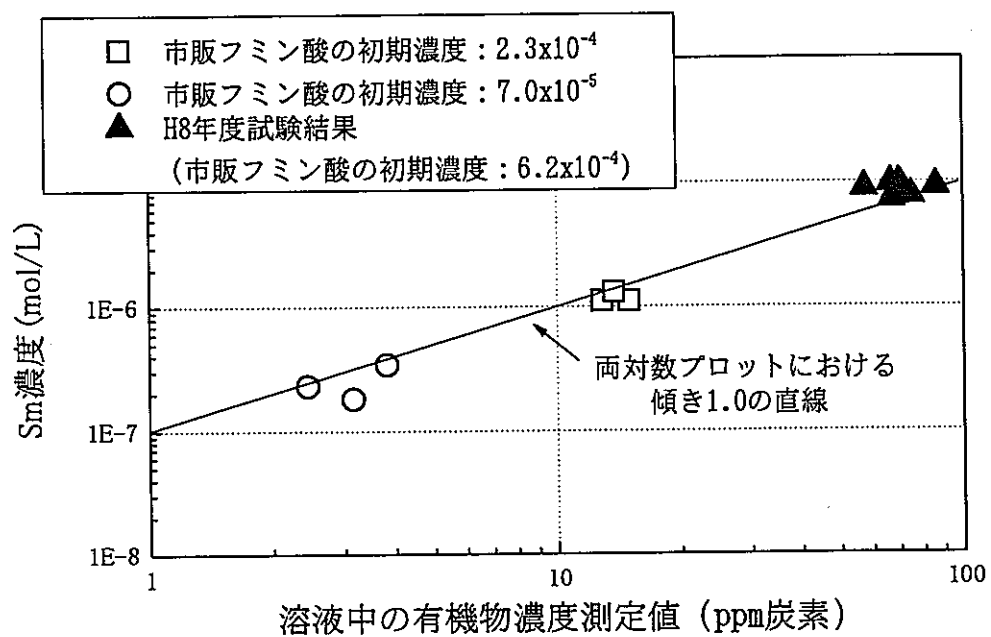 □ 市販フミン酸の初期濃度：2.3x10⁻⁴
○ 市販フミン酸の初期濃度：7.0x10⁻⁵
▲ H8年度試験結果
(市販フミン酸の初期濃度：6.2x10⁻⁴)
Sm濃度(mol/L)
1E-6
1E-7
1E-8
両対数プロットにおける
傾き1.0の直線
1
10
100
溶液中の有機物濃度測定値 (ppm炭素)